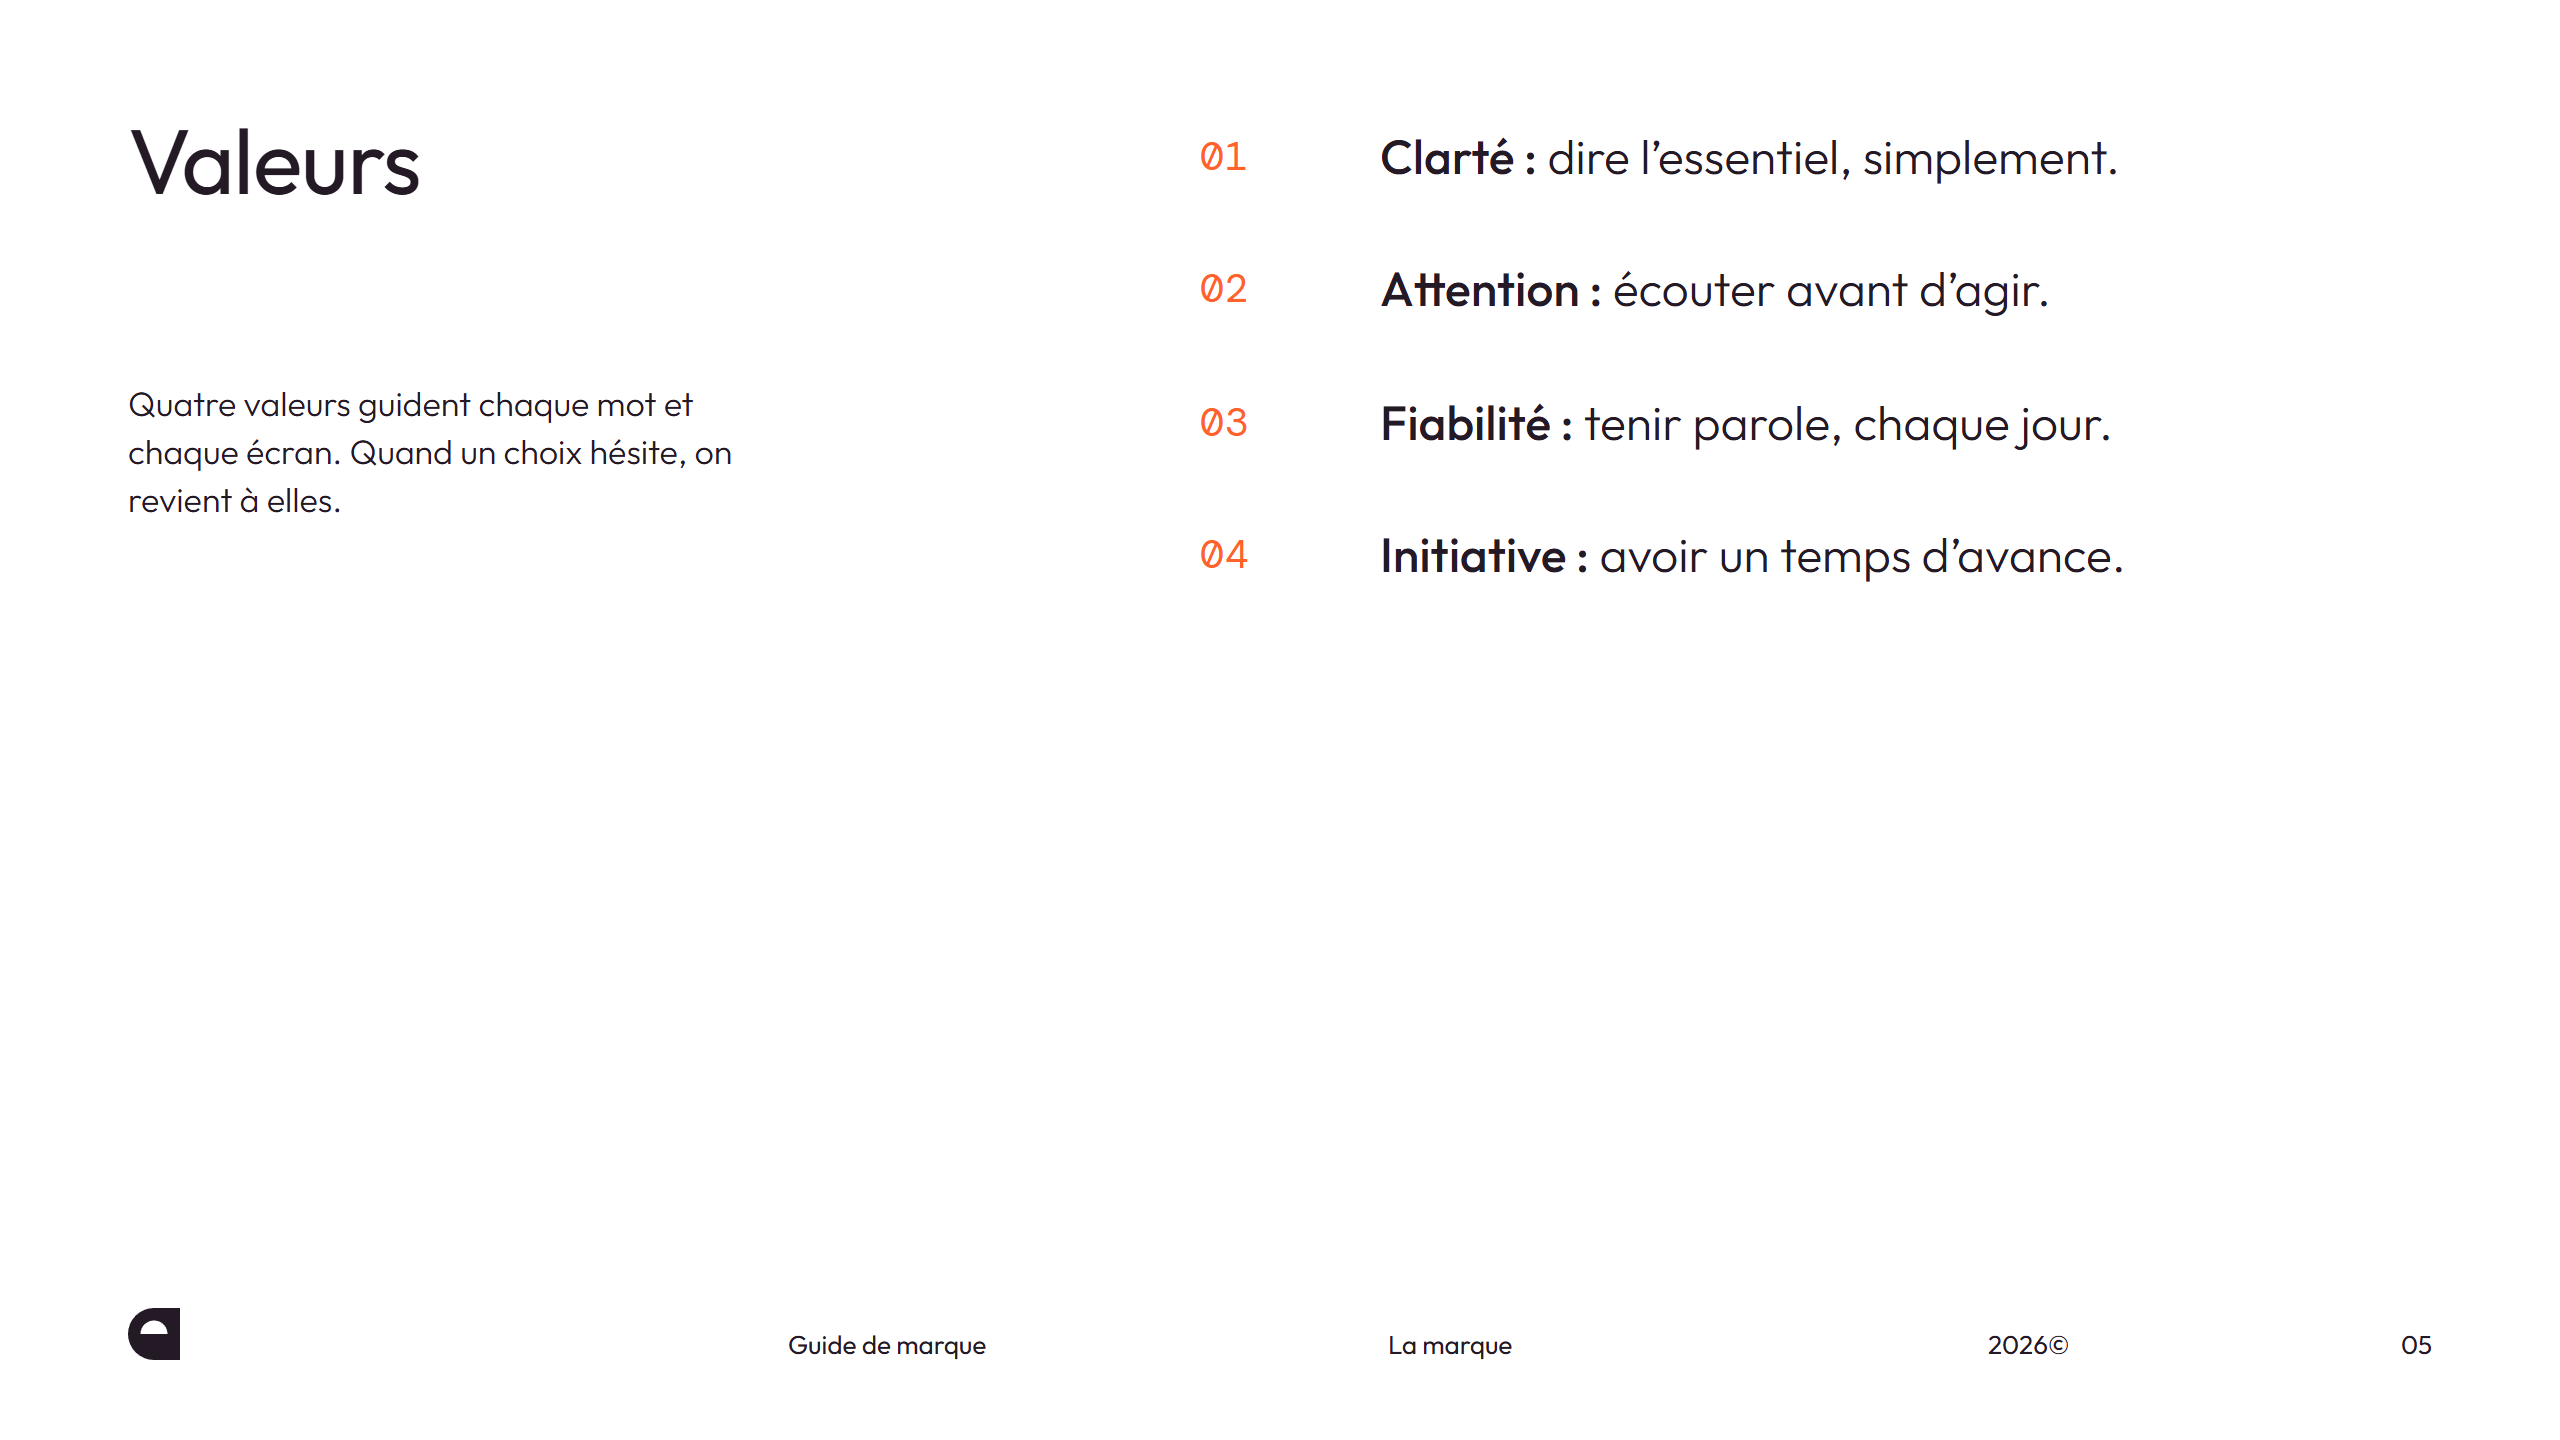 Valeurs
Quatre valeurs guident chaque mot et
chaque écran. Quand un choix hésite, on
revient à elles.
01 Clarté : dire l’essentiel, simplement.
02 Attention : écouter avant d’agir.
03 Fiabilité : tenir parole, chaque jour.
04 Initiative : avoir un temps d’avance.
Guide de marque La marque 2026© 05